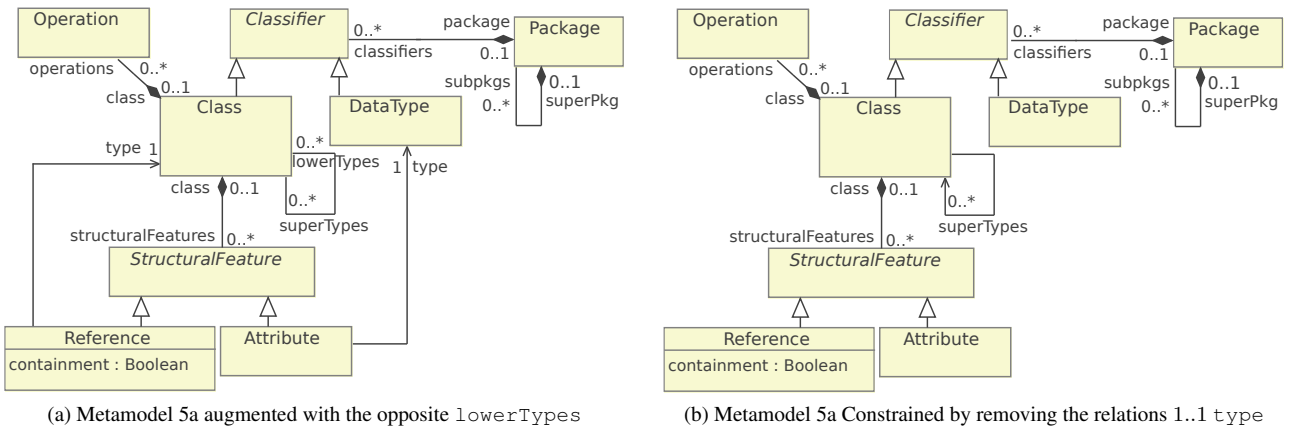 Operation
Classifier
Package
0..*
classifiers
package
0..1
operations
0..*
class
0..1
subpkgs
0..*
0..1
superPkg
Class
DataType
type 1
0..*
lowerTypes
1 type
class
0..1
0..*
superTypes
structuralFeatures
0..*
StructuralFeature
Reference
containment : Boolean
Attribute
(a) Metamodel 5a augmented with the opposite lowerTypes
Operation
Classifier
Package
0..*
classifiers
package
0..1
operations
0..*
class
0..1
subpkgs
0..*
0..1
superPkg
Class
DataType
class
0..1
0..*
superTypes
structuralFeatures
0..*
StructuralFeature
Reference
containment : Boolean
Attribute
(b) Metamodel 5a Constrained by removing the relations 1..1 type